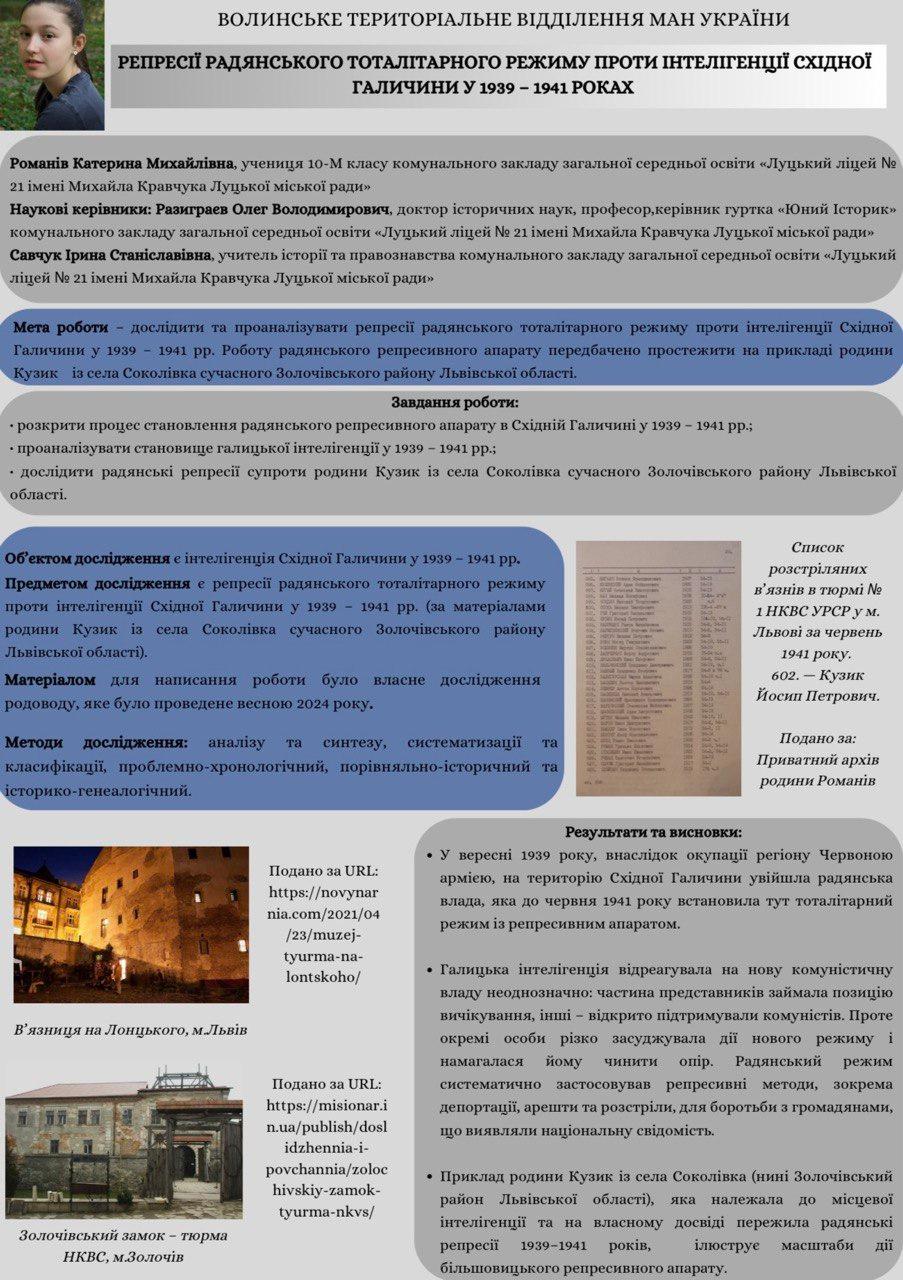 ВОЛИНСЬКЕ ТЕРИТОРІАЛЬНЕ ВІДДІЛЕННЯ МАН УКРАЇНИ
РЕПРЕСІЇ РАДЯНСЬКОГО ТОТАЛІТАРНОГО РЕЖИМУ ПРОТИ ІНТЕЛІГЕНЦІЇ СХІДНОЇ
ГАЛИЧИНИ У 1939 – 1941 РОКАХ
Романів Катерина Михайлівна, учениця 10-М класу комунального закладу загальної середньої освіти «Луцький ліцей №
21 імені Михайла Кравчука Луцької міської ради»
Наукові керівники: Разиграєв Олег Володимирович, доктор історичних наук, професор,керівник гуртка «Юний Історик»
комунального закладу загальної середньої освіти «Луцький ліцей № 21 імені Михайла Кравчука Луцької міської ради»
Савчук Ірина Станіславівна, учитель історії та правознавства комунального закладу загальної середньої освіти «Луцький
ліцей № 21 імені Михайла Кравчука Луцької міської ради»
Мета роботи – дослідити та проаналізувати репресії радянського тоталітарного режиму проти інтелігенції Східної
Галичини у 1939 – 1941 рр. Роботу радянського репресивного апарату передбачено простежити на прикладі родини
Кузик із села Соколівка сучасного Золочівського району Львівської області.
Завдання роботи:
· розкрити процес становлення радянського репресивного апарату в Східній Галичині у 1939 – 1941 рр.;
· проаналізувати становище галицької інтелігенції у 1939 – 1941 рр.;
· дослідити радянські репресії супроти родини Кузик із села Соколівка сучасного Золочівського району Львівської
області.
Об’єктом дослідження є інтелігенція Східної Галичини у 1939 – 1941 рр.
Предметом дослідження є репресії радянського тоталітарного режиму
проти інтелігенції Східної Галичини у 1939 – 1941 рр. (за матеріалами
родини Кузик із села Соколівка сучасного Золочівського району
Львівської області).
Матеріалом для написання роботи було власне дослідження
родоводу, яке було проведене весною 2024 року.
Методи дослідження: аналізу та синтезу, систематизації та
класифікації, проблемно-хронологічний, порівняльно-історичний та
історико-генеалогічний.
Список
розстріляних
в’язнів в тюрмі №
1 НКВС УРСР у м.
Львові за червень
1941 року.
602. — Кузик
Йосип Петрович.
Подано за:
Приватний архів
родини Романів
Подано за URL:
https://novynar
nia.com/2021/04
/23/muzej-
tyurma-na-
lontskoho/
В’язниця на Лонцького, м.Львів
Подано за URL:
https://misionar.i
n.ua/publish/dosl
idzhennia-i-
povchannia/zoloc
hivskiy-zamok-
tyurma-nkvs/
Золочівський замок – тюрма
НКВС, м.Золочів
Результати та висновки:
• У вересні 1939 року, внаслідок окупації регіону Червоною
армією, на територію Східної Галичини увійшла радянська
влада, яка до червня 1941 року встановила тут тоталітарний
режим із репресивним апаратом.
• Галицька інтелігенція відреагувала на нову комуністичну
владу неоднозначно: частина представників займала позицію
вичікування, інші – відкрито підтримували комуністів. Проте
окремі особи різко засуджувала дії нового режиму і
намагалася йому чинити опір. Радянський режим
систематично застосовував репресивні методи, зокрема
депортації, арешти та розстріли, для боротьби з громадянами,
що виявляли національну свідомість.
• Приклад родини Кузик із села Соколівка (нині Золочівський
район Львівської області), яка належала до місцевої
інтелігенції та на власному досвіді пережила радянські
репресії 1939–1941 років, ілюструє масштаби дії
більшовицького репресивного апарату.